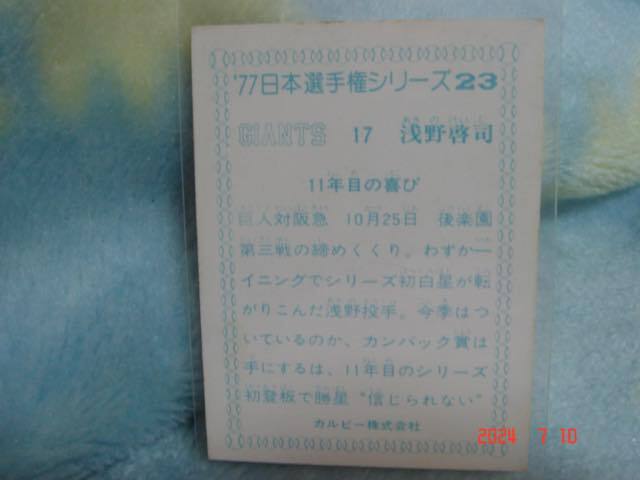 '77日本選手権シリーズ23
GIANTS 17 浅野啓司
11年目の喜び
巨人対阪急 10月25日 後楽園
第三戦の締めくくり。わずか一
イニングでシリーズ初白星が転
がりこんだ浅野投手。今季はつ
いているのか、カンバック賞は
手にするは、11年目のシリーズ
初登板で勝星“信じられない”
カルビー株式会社
2024 7 10